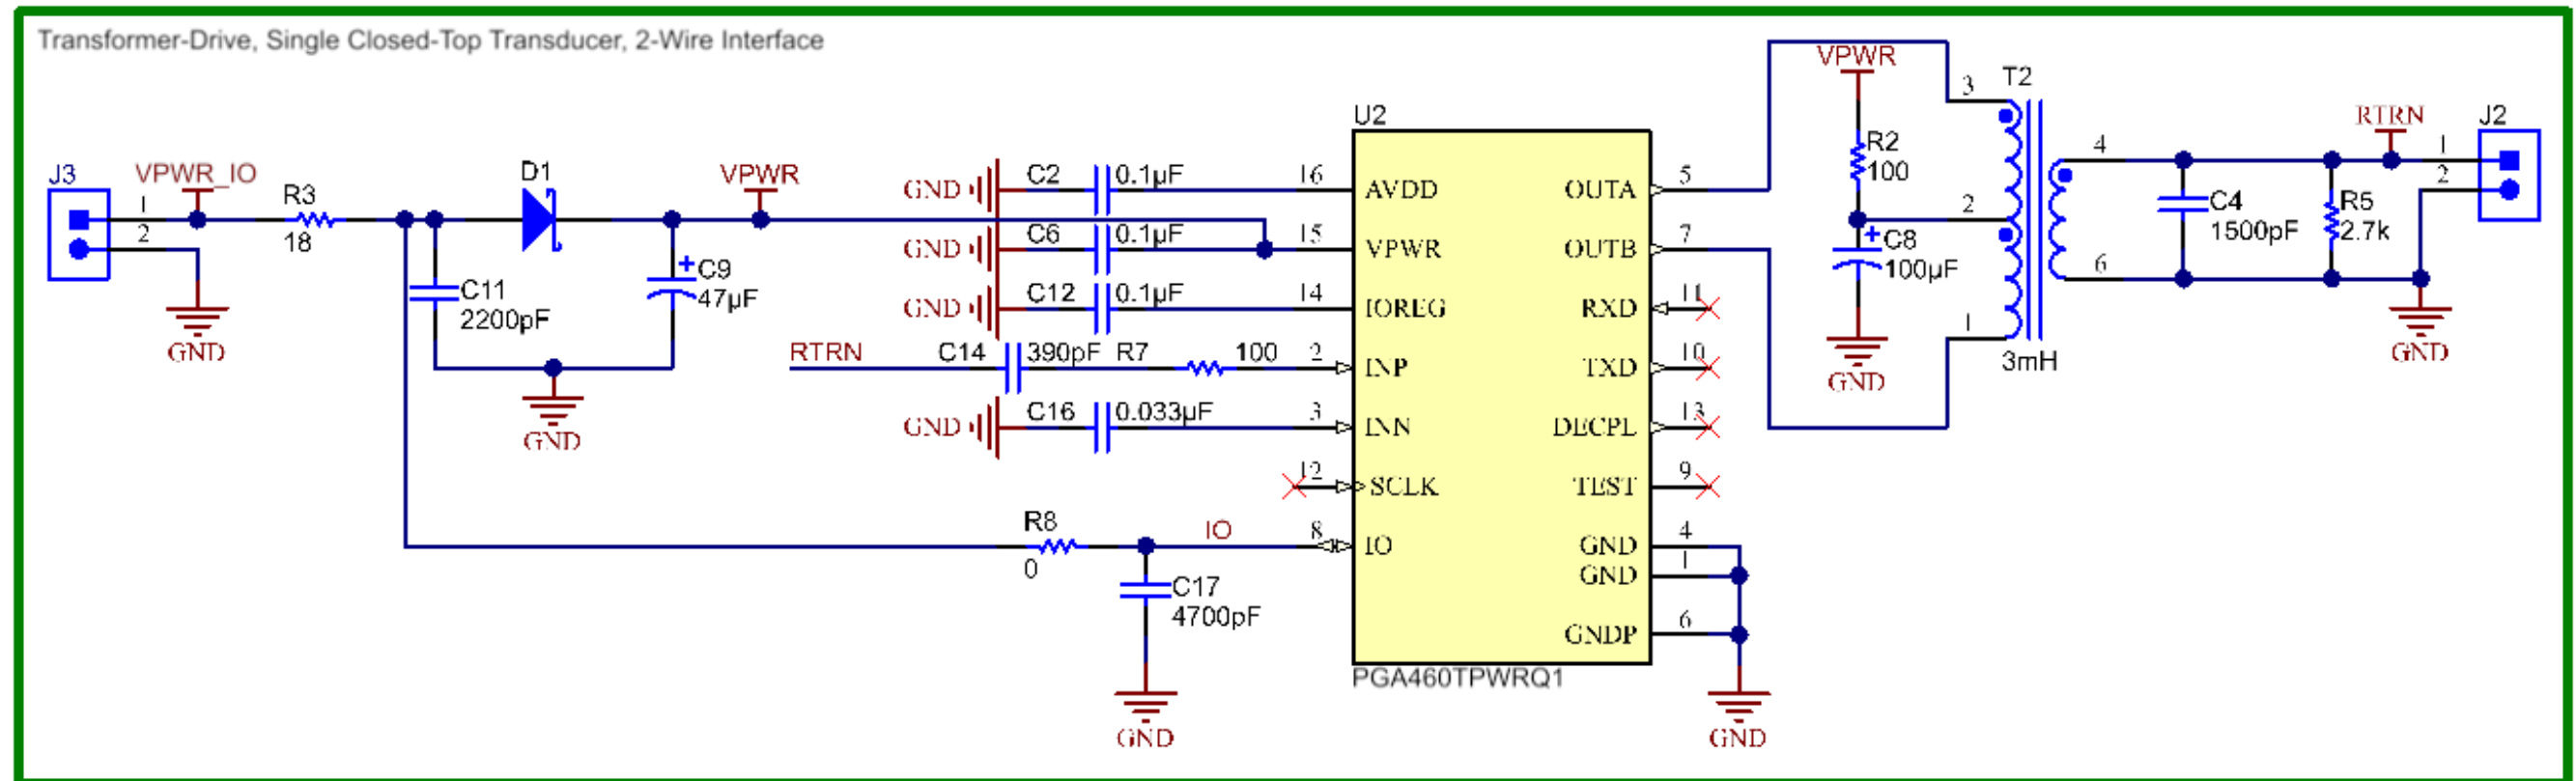 Transformer-Drive, Single Closed-Top Transducer, 2-Wire Interface
J3
1
2
VPWR_IO
GND
R3
18
C11
2200pF
D1
GND
C9
47µF
VPWR
GND C2 0.1µF 16
GND C6 0.1µF 15
GND C12 0.1µF 14
RTRN C14 390pF R7 100 2
GND C16 0.033µF 3
12
R8
0
IO
8
C17
4700pF
GND
U2
AVDD
VPWR
IOREG
INP
INN
SCLK
IO
OUTA 5
OUTB 7
RXD 11
TXD 10
DECPL 13
TEST 9
GND 4
GND 1
GNDP 6
PGA460TPWRQ1
GND
VPWR
R2
100
C8
100µF
GND
T2
3
2
1
3mH
4
6
C4
1500pF
R5
2.7k
RTRN
J2
1
2
GND